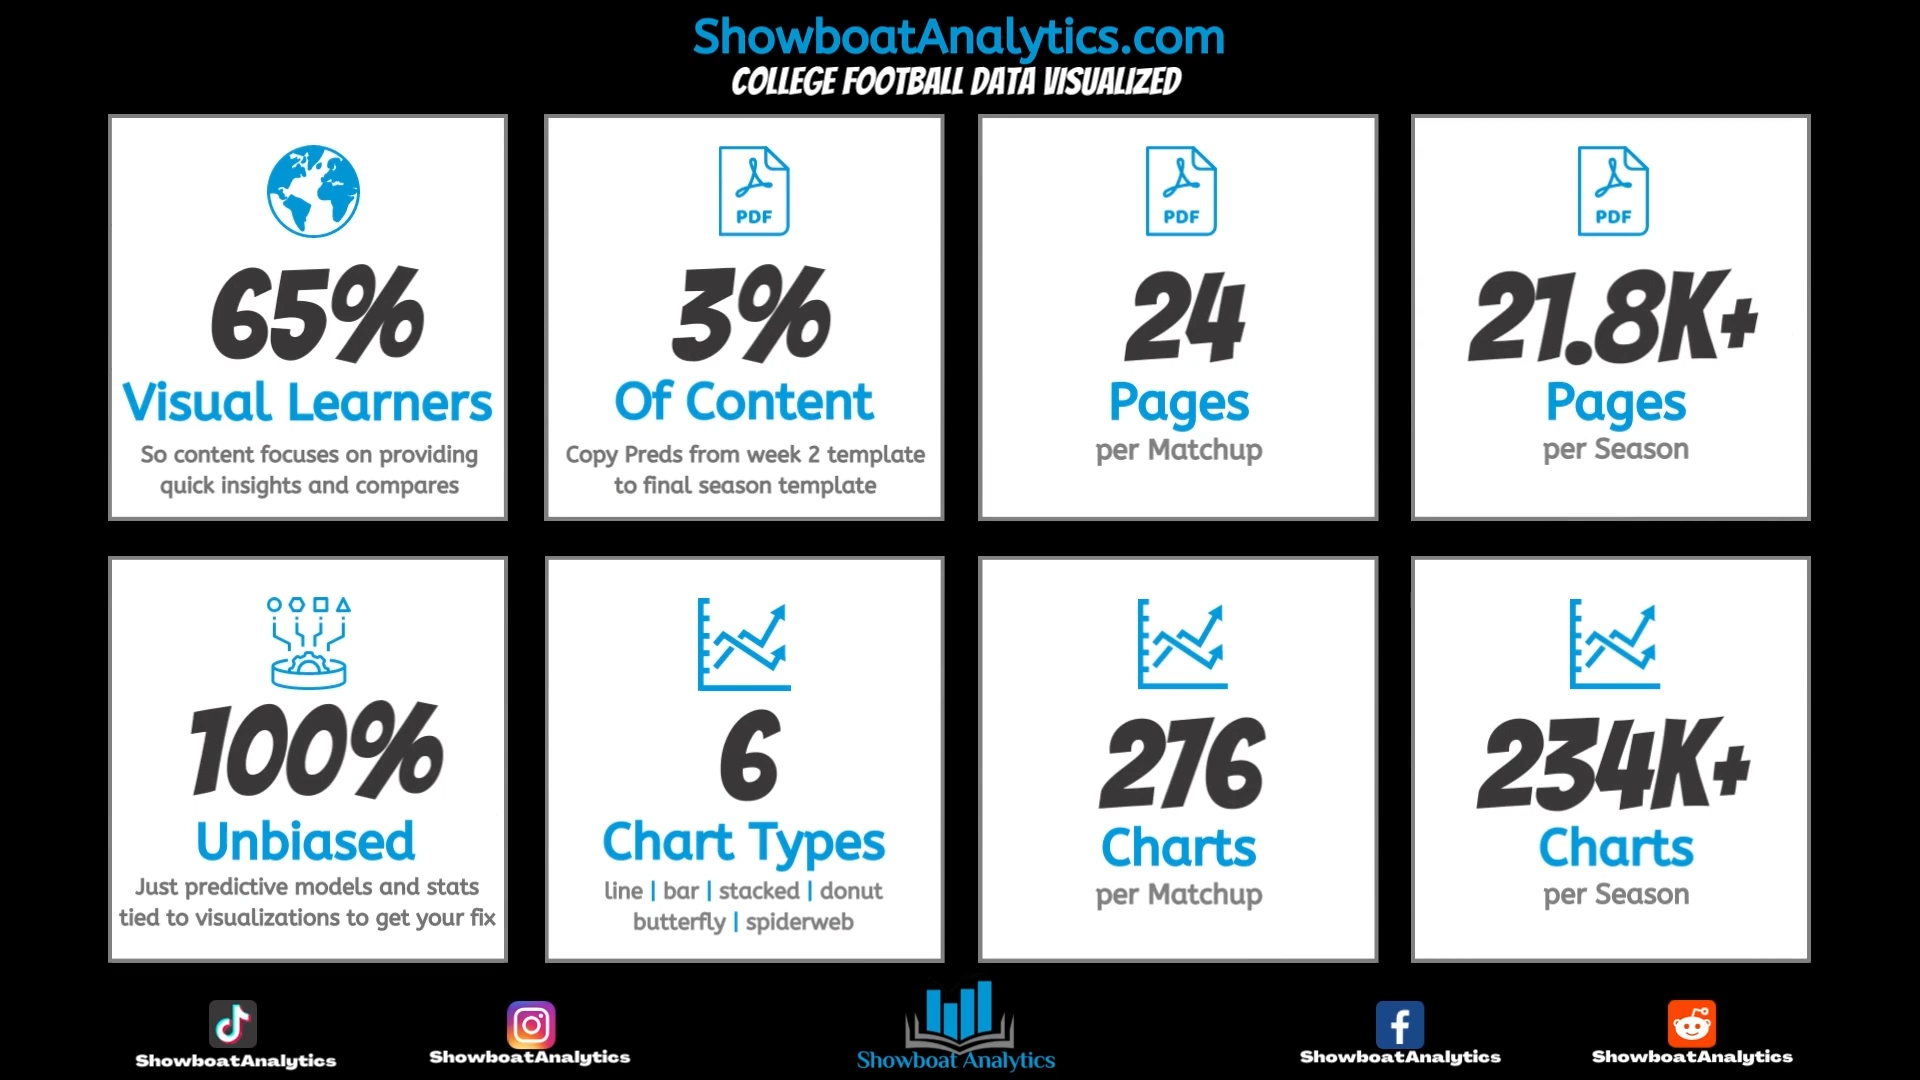 ShowboatAnalytics.com
COLLEGE FOOTBALL DATA VISUALIZED
65%
Visual Learners
So content focuses on providing
quick insights and compares
PDF
3%
Of Content
Copy Preds from week 2 template
to final season template
PDF
24
Pages
per Matchup
PDF
21.8K+
Pages
per Season
100%
Unbiased
Just predictive models and stats
tied to visualizations to get your fix
6
Chart Types
line | bar | stacked | donut
butterfly | spiderweb
276
Charts
per Matchup
234K+
Charts
per Season
ShowboatAnalytics
ShowboatAnalytics
Showboat Analytics
ShowboatAnalytics
ShowboatAnalytics